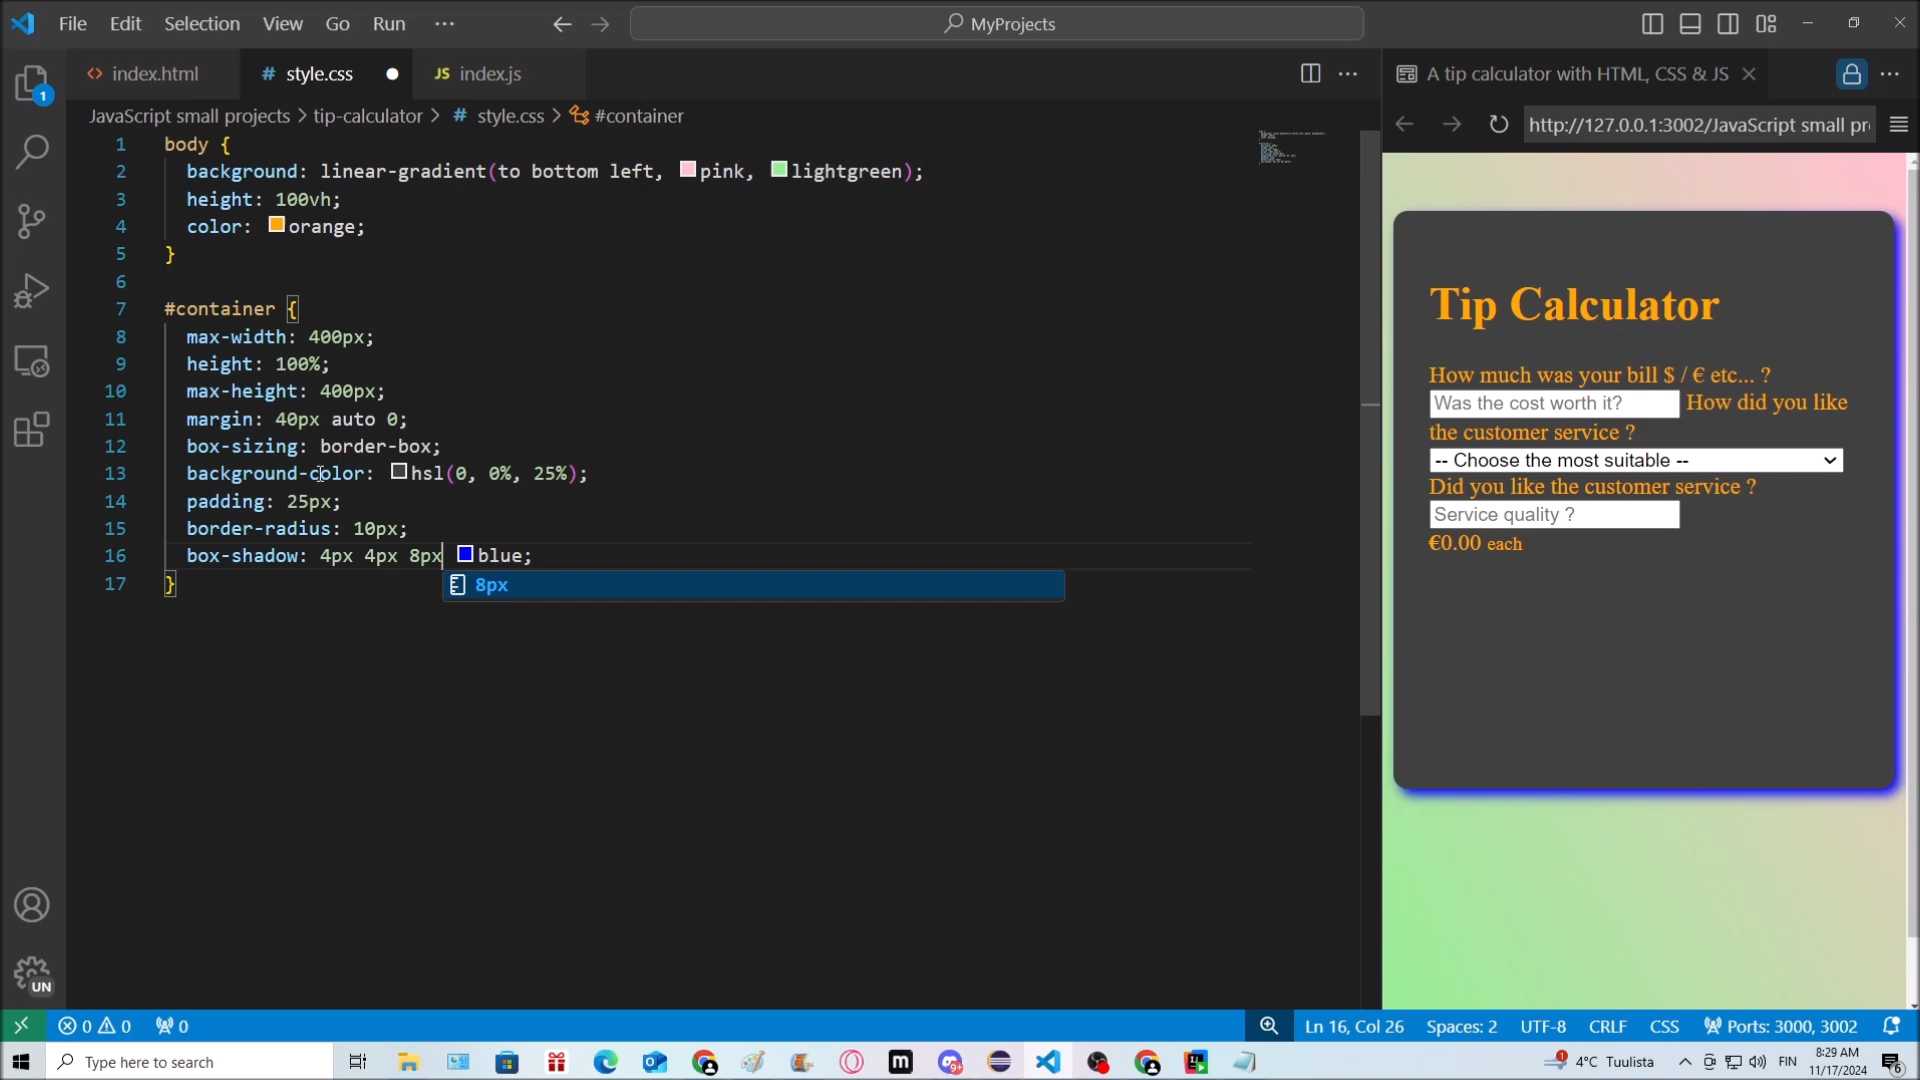 File Edit Selection View Go Run ··· MyProjects
index.html # style.css JS index.js
A tip calculator with HTML, CSS & JS
JavaScript small projects > tip-calculator > # style.css > #container
http://127.0.0.1:3002/JavaScript small pr
1
1 body {
2 background: linear-gradient(to bottom left, pink, lightgreen);
3 height: 100vh;
4 color: orange;
5 }
6
7 #container {
8 max-width: 400px;
9 height: 100%;
10 max-height: 400px;
11 margin: 40px auto 0;
12 box-sizing: border-box;
13 background-color: hsl(0, 0%, 25%);
14 padding: 25px;
15 border-radius: 10px;
16 box-shadow: 4px 4px 8px blue;
17 }
8px
Tip Calculator
How much was your bill $ / € etc... ?
Was the cost worth it? How did you like
the customer service ?
-- Choose the most suitable --
Did you like the customer service ?
Service quality ?
€0.00 each
UN
0 0 0 Ln 16, Col 26 Spaces: 2 UTF-8 CRLF CSS Ports: 3000, 3002
Type here to search
m
9+
1
4°C Tuulista
FIN
8:29 AM
11/17/2024
6